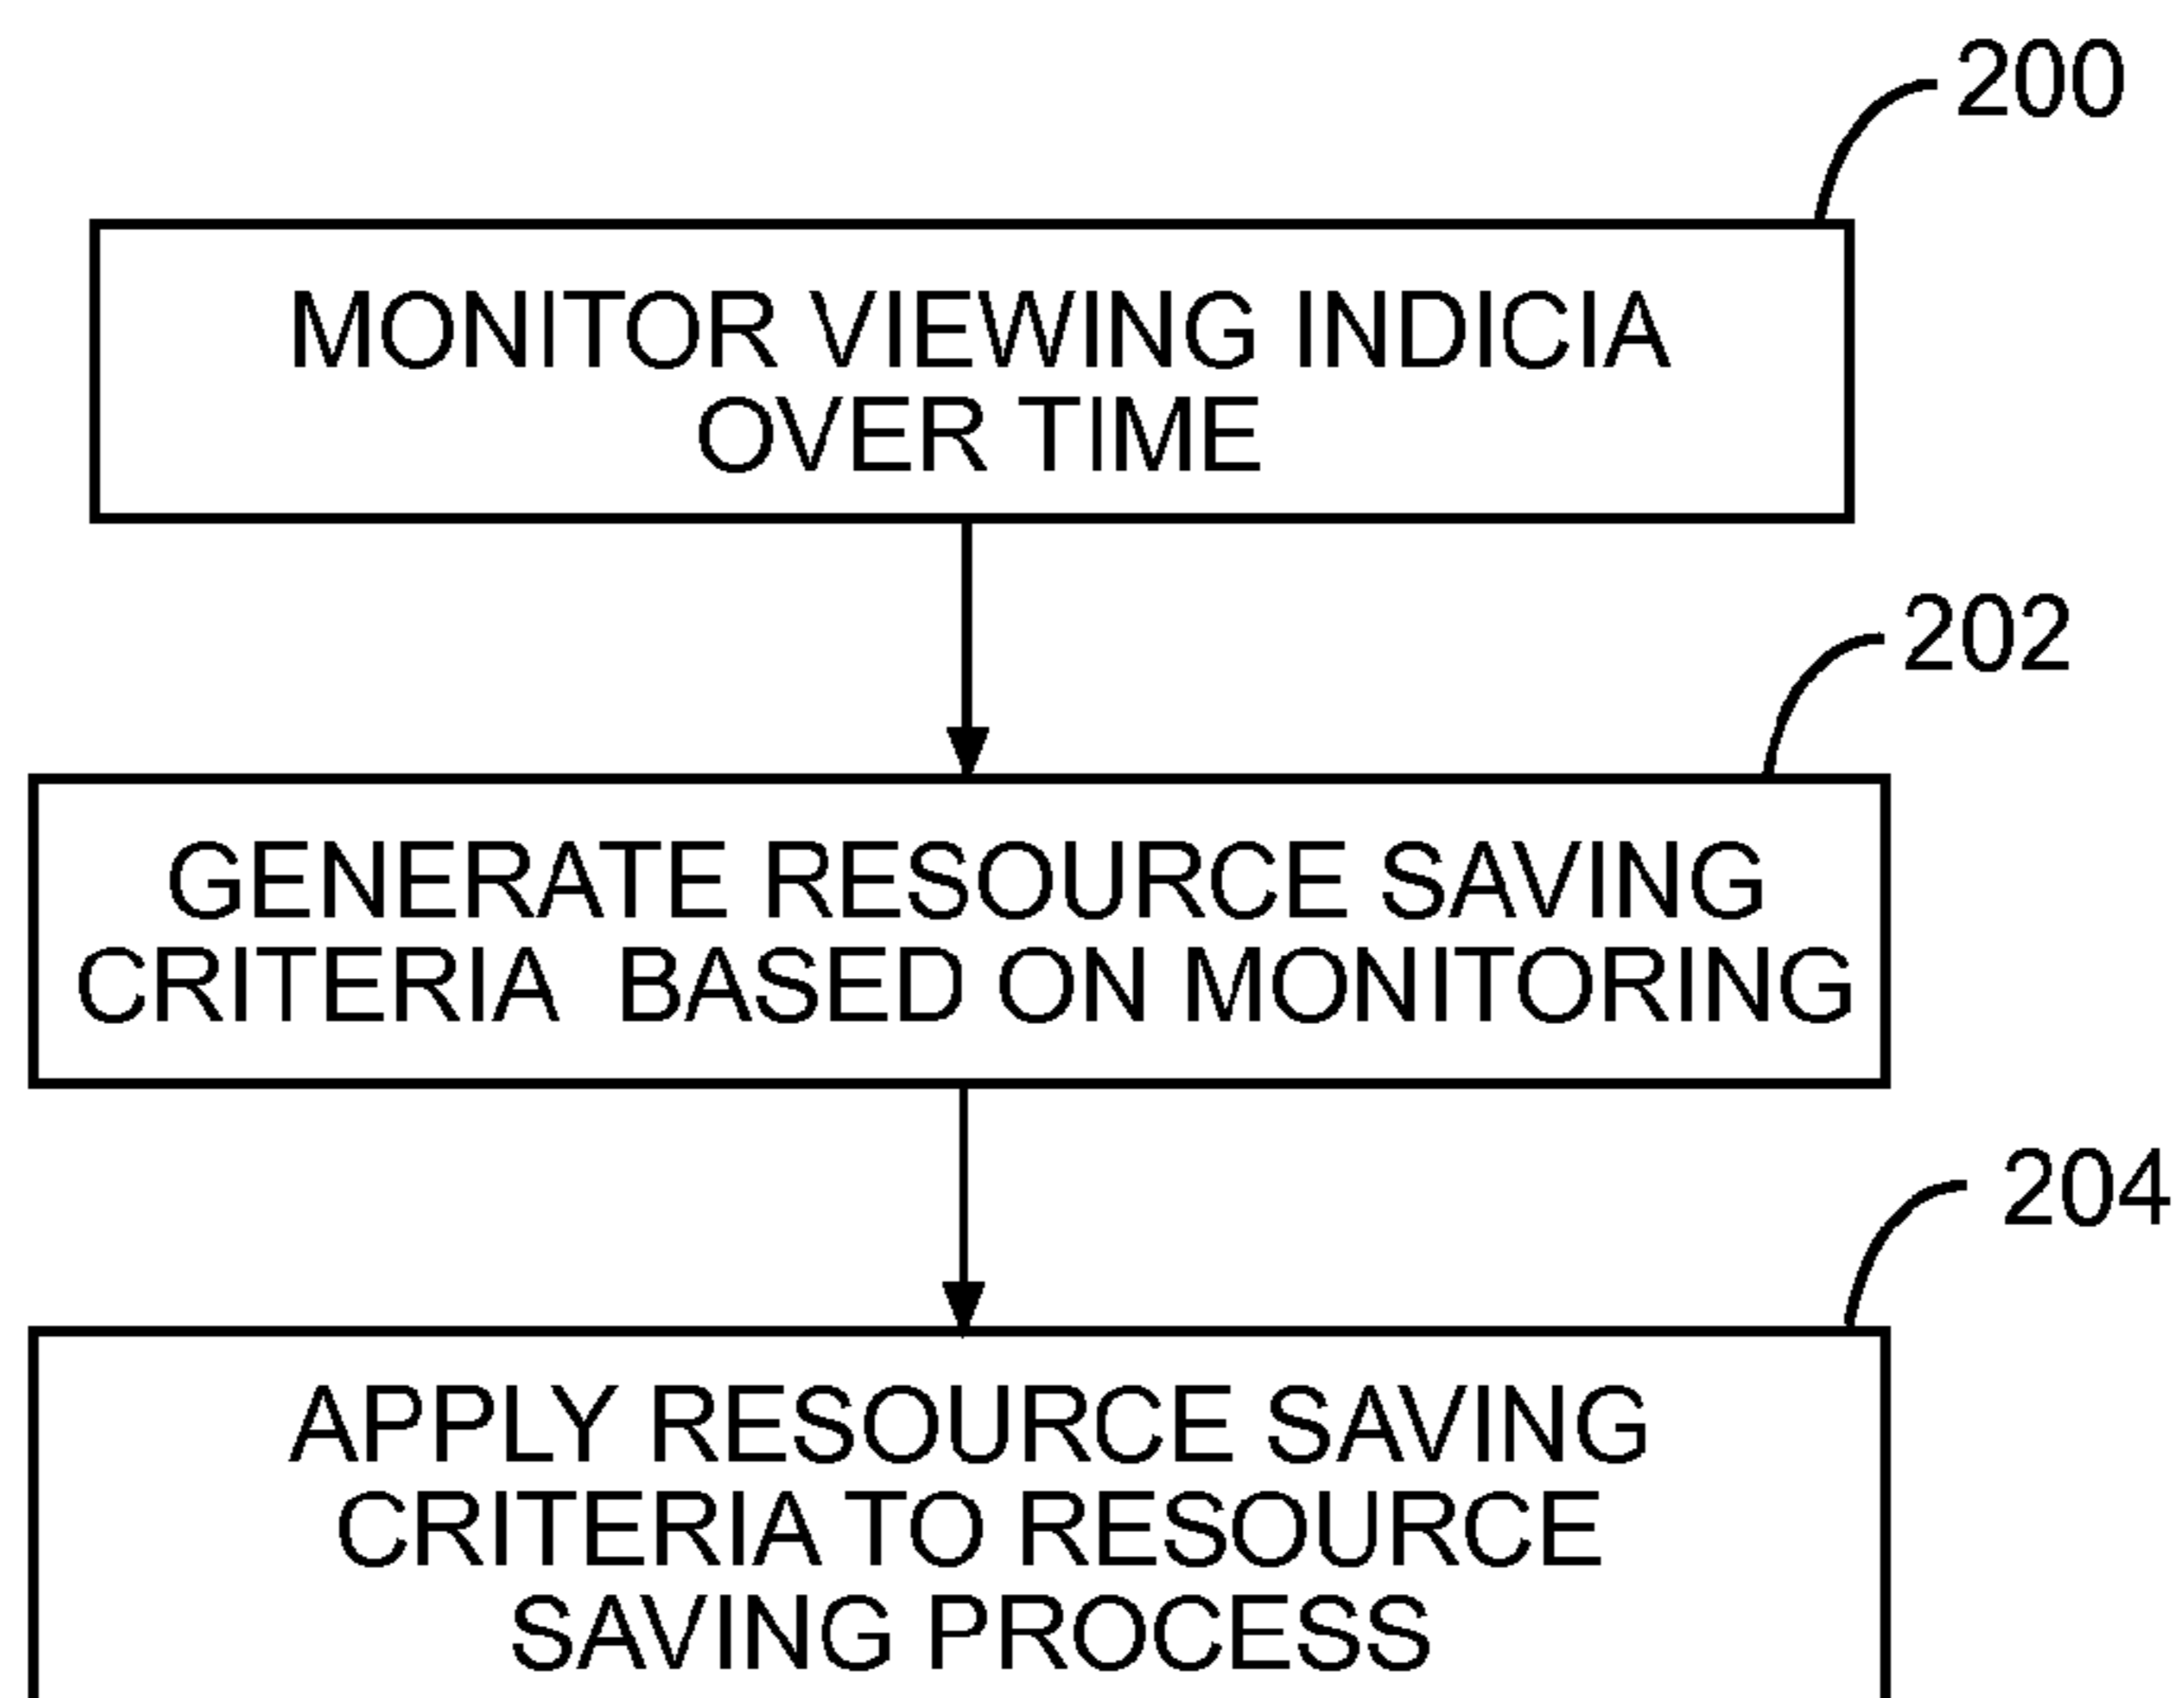 200
MONITOR VIEWING INDICIA
OVER TIME
202
GENERATE RESOURCE SAVING
CRITERIA BASED ON MONITORING
204
APPLY RESOURCE SAVING
CRITERIA TO RESOURCE
SAVING PROCESS